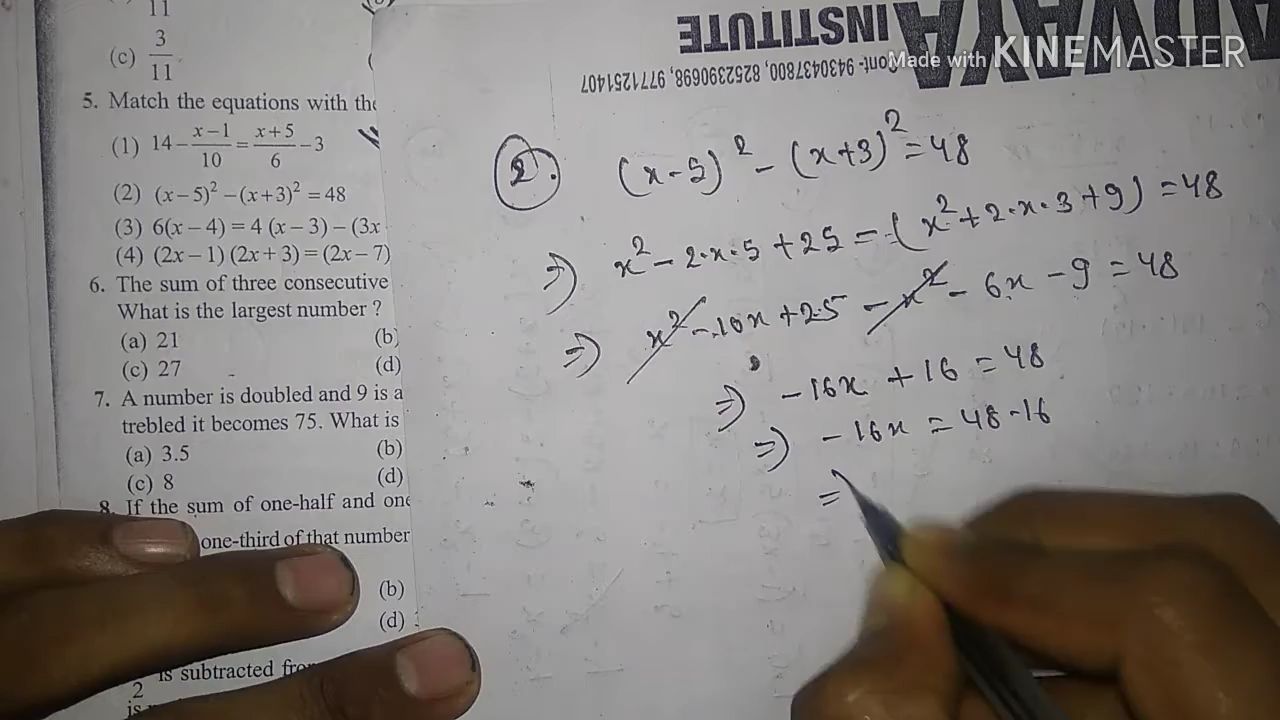 11
(c) 3/11
5. Match the equations with the
(1) 14 - (x-1)/10 = (x+5)/6 - 3
(2) (x-5)² -(x+3)² = 48
(3) 6(x-4) = 4 (x-3)-(3x
(4) (2x-1) (2x+3)=(2x-7)
6. The sum of three consecutive
What is the largest number ?
(a) 21 (b)
(c) 27 (d)
7. A number is doubled and 9 is a
trebled it becomes 75. What is
(a) 3.5 (b)
(c) 8 (d)
8. If the sum of one-half and one
one-third of that number
(b)
(d)
2 is subtracted from
is
ADVAYA INSTITUTE
Cont- 9430437800, 8252390698, 9771251407
Made with KINEMASTER
2. (x-5)² - (x+3)² = 48
⇒) x² - 2·x·5 + 25 = -(x² + 2·x·3 + 9) = 48
⇒) x² - 10x + 25 - x² - 6x - 9 = 48
⇒) -16x + 16 = 48
⇒) -16x = 48 - 16
=)